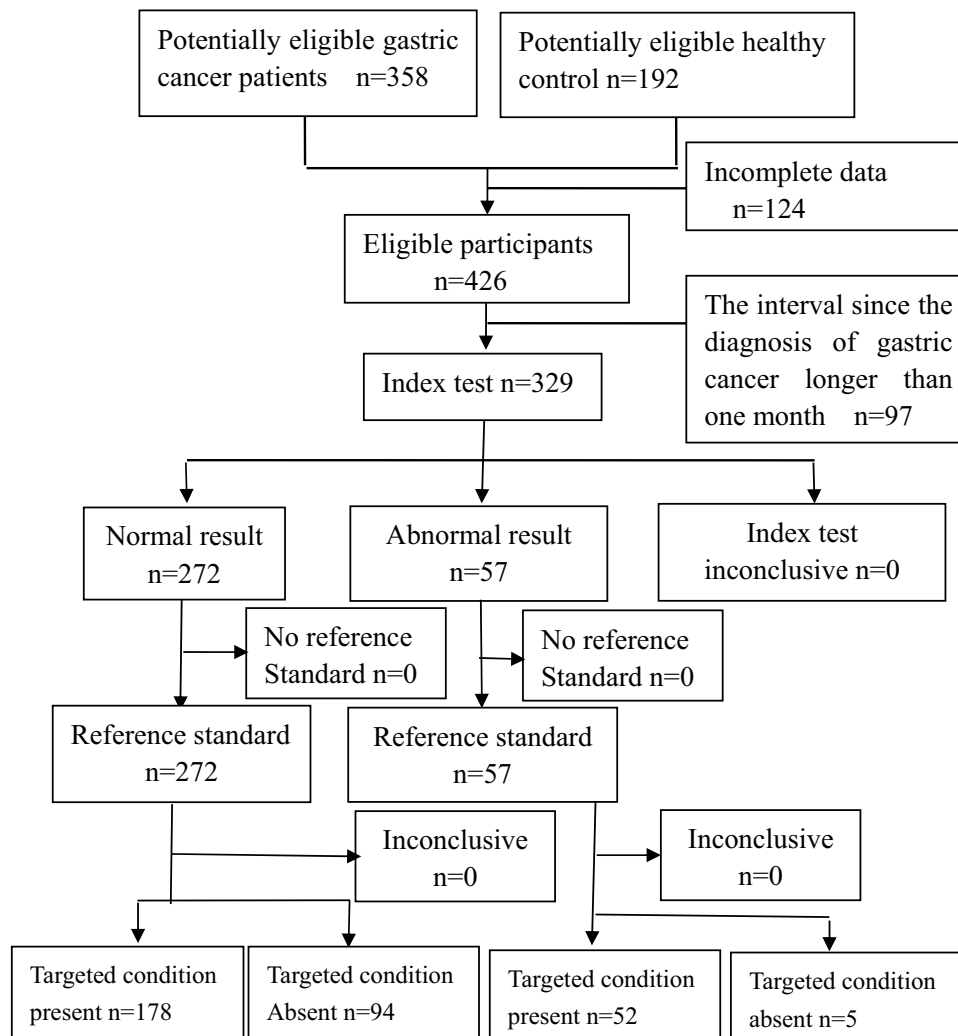 Potentially eligible gastric
cancer patients n=358
Potentially eligible healthy
control n=192
Incomplete data
n=124
Eligible participants
n=426
The interval since the
diagnosis of gastric
cancer longer than
one month n=97
Index test n=329
Normal result
n=272
Abnormal result
n=57
Index test
inconclusive n=0
No reference
Standard n=0
No reference
Standard n=0
Reference standard
n=272
Reference standard
n=57
Inconclusive
n=0
Inconclusive
n=0
Targeted condition
present n=178
Targeted condition
Absent n=94
Targeted condition
present n=52
Targeted condition
absent n=5